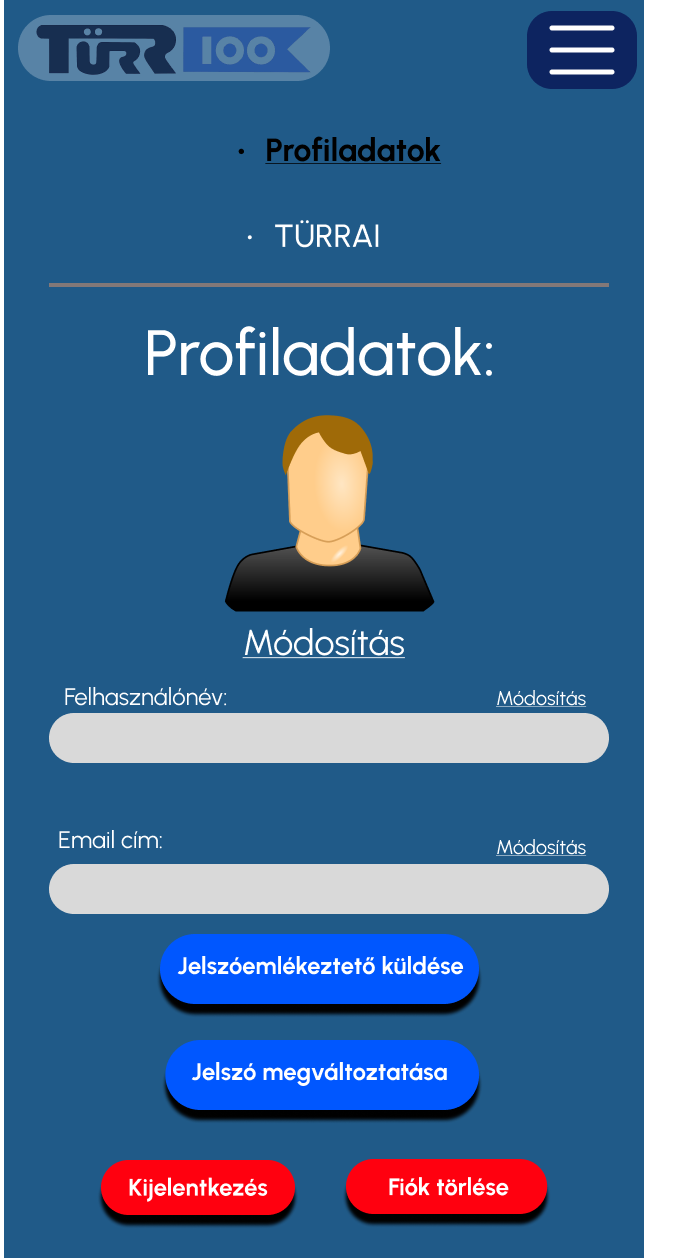 TÜRR 100
• Profiladatok
• TÜRRAI
Profiladatok:
Módosítás
Felhasználónév:
Módosítás
Email cím:
Módosítás
Jelszóemlékeztető küldése
Jelszó megváltoztatása
Kijelentkezés
Fiók törlése